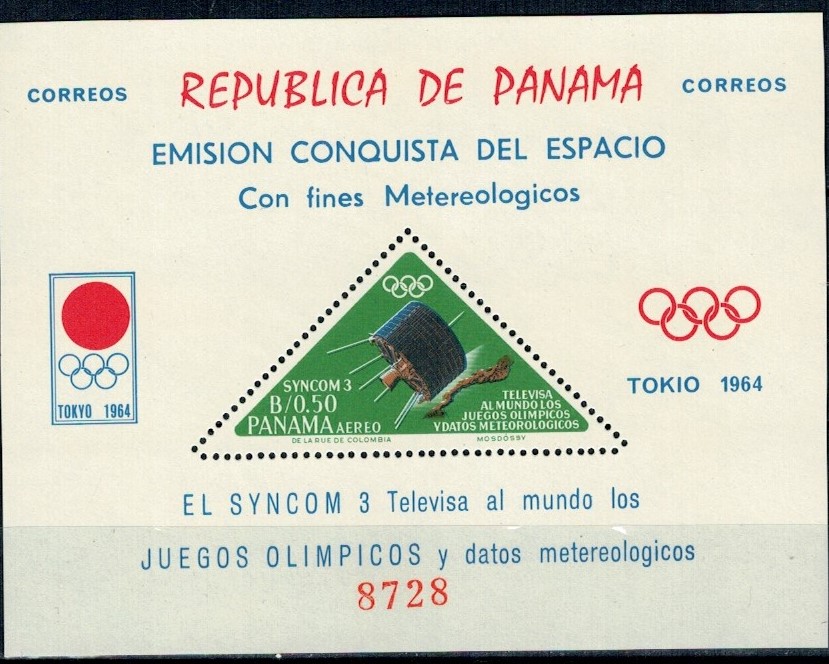 CORREOS
REPUBLICA DE PANAMA
CORREOS
EMISION CONQUISTA DEL ESPACIO
Con fines Metereologicos
TOKYO 1964
SYNCOM 3
B/0.50
PANAMA AEREO
TELEVISA
AL MUNDO LOS
JUEGOS OLIMPICOS
Y DATOS METEOROLOGICOS
DE LA RUE DE COLOMBIA
MOSDÓSSY
TOKIO 1964
EL SYNCOM 3 Televisa al mundo los
JUEGOS OLIMPICOS y datos metereologicos
8728